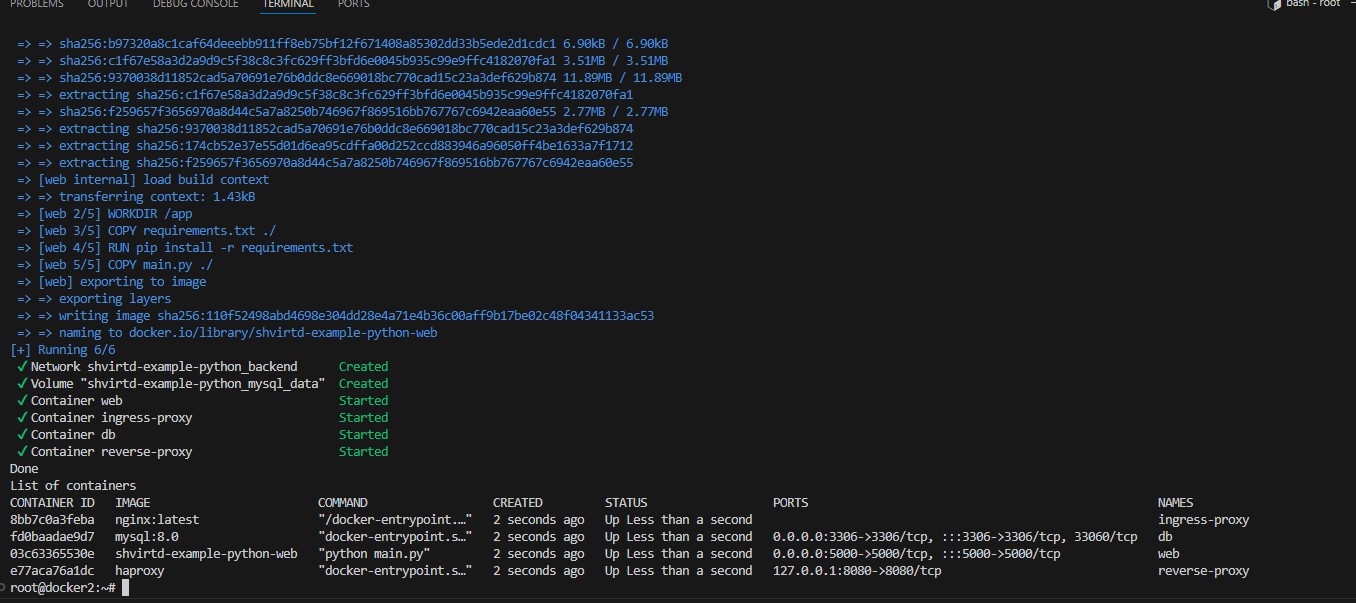 PROBLEMS OUTPUT DEBUG CONSOLE TERMINAL PORTS bash - root
=> => sha256:b97320a8c1caf64deeebb911ff8eb75bf12f671408a85302dd33b5ede2d1cdc1 6.90kB / 6.90kB
=> => sha256:c1f67e58a3d2a9d9c5f38c8c3fc629ff3bfd6e0045b935c99e9ffc4182070fa1 3.51MB / 3.51MB
=> => sha256:9370038d11852cad5a70691e76b0ddc8e669018bc770cad15c23a3def629b874 11.89MB / 11.89MB
=> => extracting sha256:c1f67e58a3d2a9d9c5f38c8c3fc629ff3bfd6e0045b935c99e9ffc4182070fa1
=> => sha256:f259657f3656970a8d44c5a7a8250b746967f869516bb767767c6942eaa60e55 2.77MB / 2.77MB
=> => extracting sha256:9370038d11852cad5a70691e76b0ddc8e669018bc770cad15c23a3def629b874
=> => extracting sha256:174cb52e37e55d01d6ea95cdffa00d252ccd883946a96050ff4be1633a7f1712
=> => extracting sha256:f259657f3656970a8d44c5a7a8250b746967f869516bb767767c6942eaa60e55
=> [web internal] load build context
=> => transferring context: 1.43kB
=> [web 2/5] WORKDIR /app
=> [web 3/5] COPY requirements.txt ./
=> [web 4/5] RUN pip install -r requirements.txt
=> [web 5/5] COPY main.py ./
=> [web] exporting to image
=> => exporting layers
=> => writing image sha256:110f52498abd4698e304dd28e4a71e4b36c00aff9b17be02c48f04341133ac53
=> => naming to docker.io/library/shvirtd-example-python-web
[+] Running 6/6
✓ Network shvirtd-example-python_backend Created
✓ Volume "shvirtd-example-python_mysql_data" Created
✓ Container web Started
✓ Container ingress-proxy Started
✓ Container db Started
✓ Container reverse-proxy Started
Done
List of containers
CONTAINER ID IMAGE COMMAND CREATED STATUS PORTS NAMES
8bb7c0a3feba nginx:latest "/docker-entrypoint.…" 2 seconds ago Up Less than a second ingress-proxy
fd0baadae9d7 mysql:8.0 "docker-entrypoint.s…" 2 seconds ago Up Less than a second 0.0.0.0:3306->3306/tcp, :::3306->3306/tcp, 33060/tcp db
03c63365530e shvirtd-example-python-web "python main.py" 2 seconds ago Up Less than a second 0.0.0.0:5000->5000/tcp, :::5000->5000/tcp web
e77aca76a1dc haproxy "docker-entrypoint.s…" 2 seconds ago Up Less than a second 127.0.0.1:8080->8080/tcp reverse-proxy
root@docker2:~#